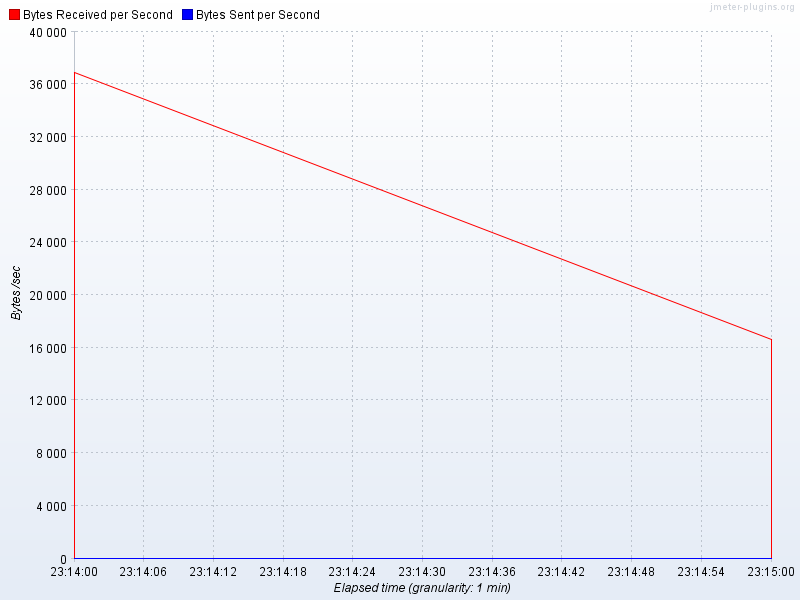 jmeter-plugins.org
Bytes Received per Second Bytes Sent per Second
40 000
36 000
32 000
28 000
24 000
20 000
16 000
12 000
8 000
4 000
0
Bytes /sec
23:14:00 23:14:06 23:14:12 23:14:18 23:14:24 23:14:30 23:14:36 23:14:42 23:14:48 23:14:54 23:15:00
Elapsed time (granularity: 1 min)